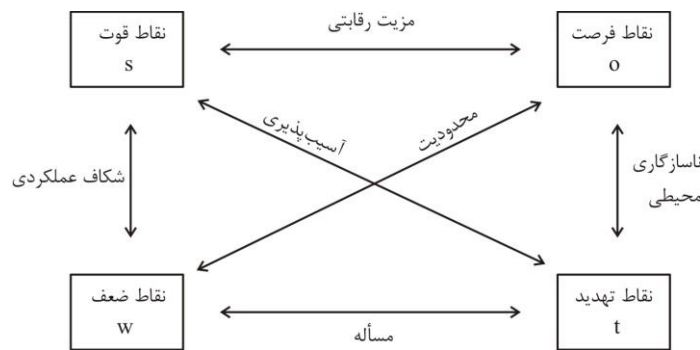 نقاط فرصت
o
مزیت رقابتی
نقاط قوت
s
محدودیت
آسیب‌پذیری
ناسازگاری
محیطی
شکاف عملکردی
نقاط تهدید
t
مسأله
نقاط ضعف
w